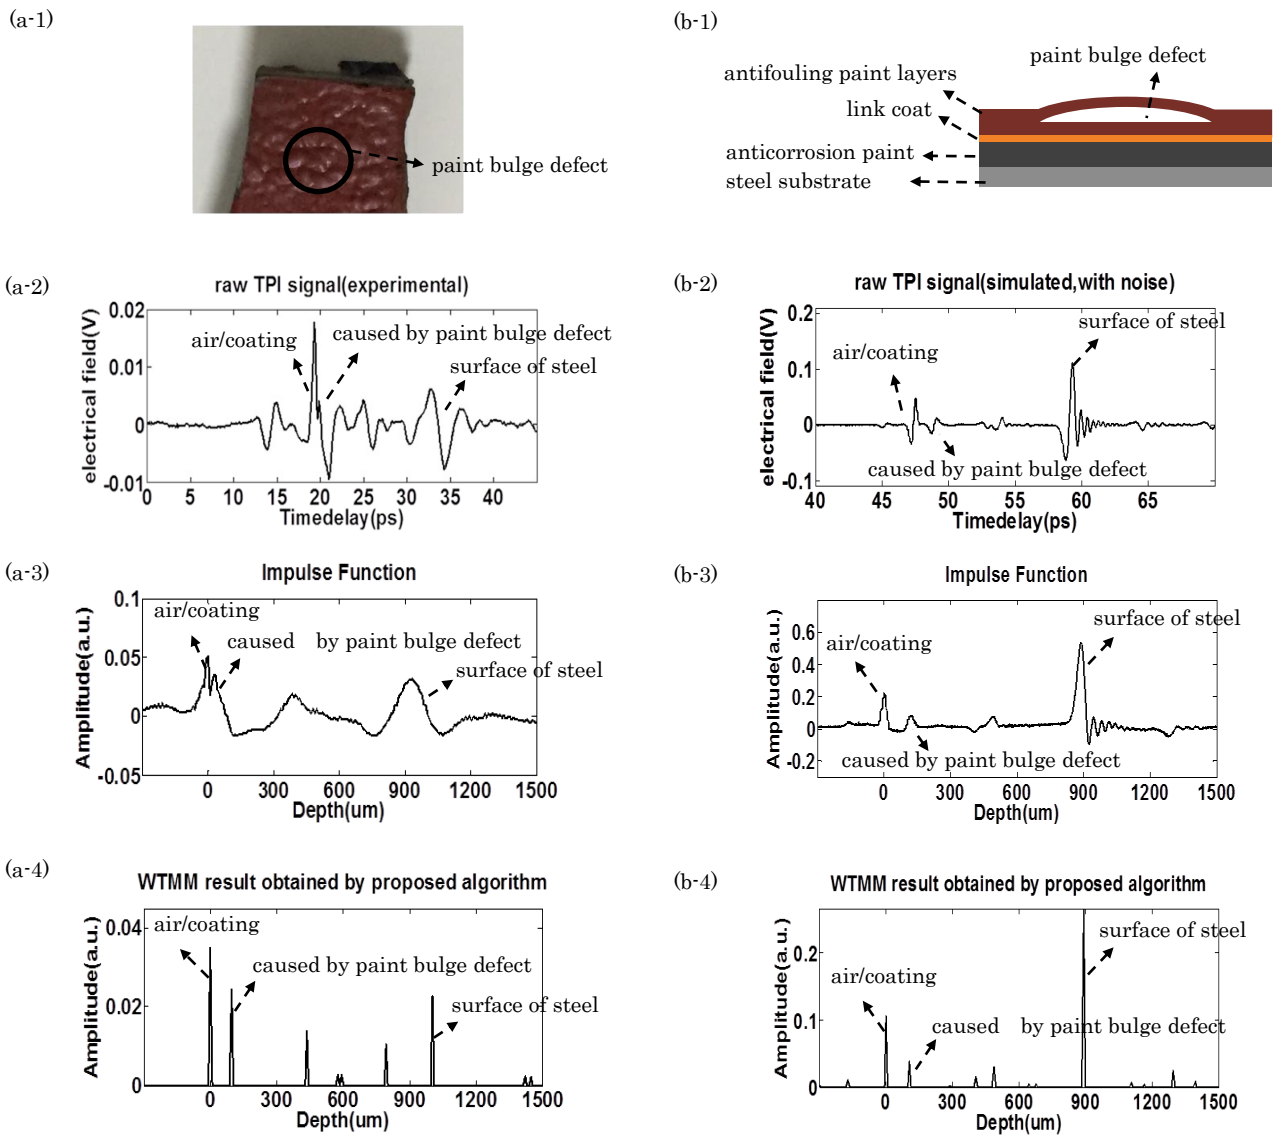 (a-1)
paint bulge defect
(b-1)
paint bulge defect
antifouling paint layers
link coat
anticorrosion paint
steel substrate
(a-2)
raw TPI signal(experimental)
electrical field(V)
0.02
0.01
0
-0.01
air/coating
caused by paint bulge defect
surface of steel
0 5 10 15 20 25 30 35 40
Timedelay(ps)
(b-2)
raw TPI signal(simulated,with noise)
electrical field(V)
0.2
0.1
0
-0.1
surface of steel
air/coating
caused by paint bulge defect
40 45 50 55 60 65
Timedelay(ps)
(a-3)
Impulse Function
Amplitude(a.u.)
0.1
0.05
0
-0.05
air/coating
caused by paint bulge defect
surface of steel
0 300 600 900 1200 1500
Depth(um)
(b-3)
Impulse Function
Amplitude(a.u.)
0.6
0.4
0.2
0
-0.2
surface of steel
air/coating
caused by paint bulge defect
0 300 600 900 1200 1500
Depth(um)
(a-4)
WTMM result obtained by proposed algorithm
Amplitude(a.u.)
0.04
0.02
0
air/coating
caused by paint bulge defect
surface of steel
0 300 600 900 1200 1500
Depth(um)
(b-4)
WTMM result obtained by proposed algorithm
Amplitude(a.u.)
0.2
0.1
0
surface of steel
air/coating
caused by paint bulge defect
0 300 600 900 1200 1500
Depth(um)